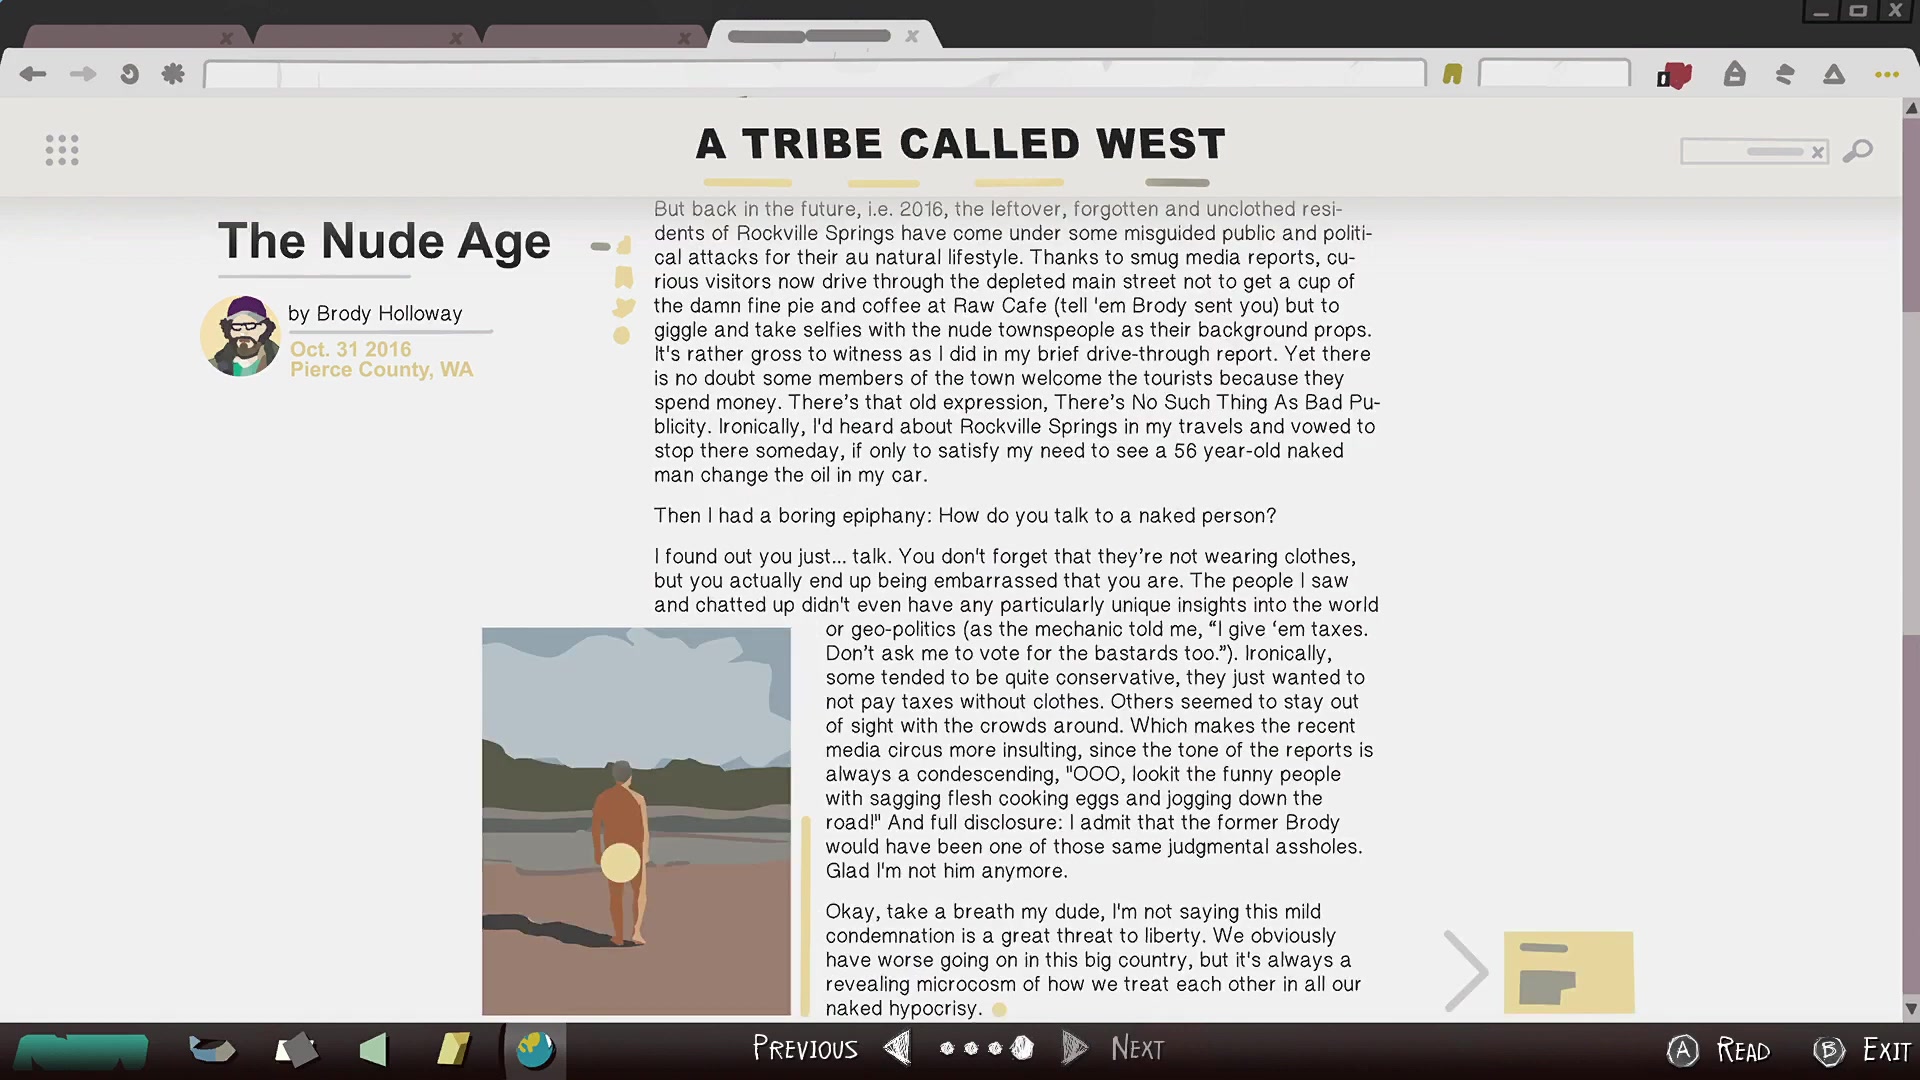 A TRIBE CALLED WEST
The Nude Age
by Brody Holloway
Oct. 31 2016
Pierce County, WA
But back in the future, i.e. 2016, the leftover, forgotten and unclothed resi-
dents of Rockville Springs have come under some misguided public and politi-
cal attacks for their au natural lifestyle. Thanks to smug media reports, cu-
rious visitors now drive through the depleted main street not to get a cup of
the damn fine pie and coffee at Raw Cafe (tell 'em Brody sent you) but to
giggle and take selfies with the nude townspeople as their background props.
It's rather gross to witness as I did in my brief drive-through report. Yet there
is no doubt some members of the town welcome the tourists because they
spend money. There’s that old expression, There’s No Such Thing As Bad Pu-
blicity. Ironically, I'd heard about Rockville Springs in my travels and vowed to
stop there someday, if only to satisfy my need to see a 56 year-old naked
man change the oil in my car.
Then I had a boring epiphany: How do you talk to a naked person?
I found out you just... talk. You don't forget that they’re not wearing clothes,
but you actually end up being embarrassed that you are. The people I saw
and chatted up didn't even have any particularly unique insights into the world
or geo-politics (as the mechanic told me, “I give ‘em taxes.
Don’t ask me to vote for the bastards too.”). Ironically,
some tended to be quite conservative, they just wanted to
not pay taxes without clothes. Others seemed to stay out
of sight with the crowds around. Which makes the recent
media circus more insulting, since the tone of the reports is
always a condescending, "OOO, lookit the funny people
with sagging flesh cooking eggs and jogging down the
road!" And full disclosure: I admit that the former Brody
would have been one of those same judgmental assholes.
Glad I'm not him anymore.
Okay, take a breath my dude, I'm not saying this mild
condemnation is a great threat to liberty. We obviously
have worse going on in this big country, but it's always a
revealing microcosm of how we treat each other in all our
naked hypocrisy.
PREVIOUS NEXT A READ B EXIT